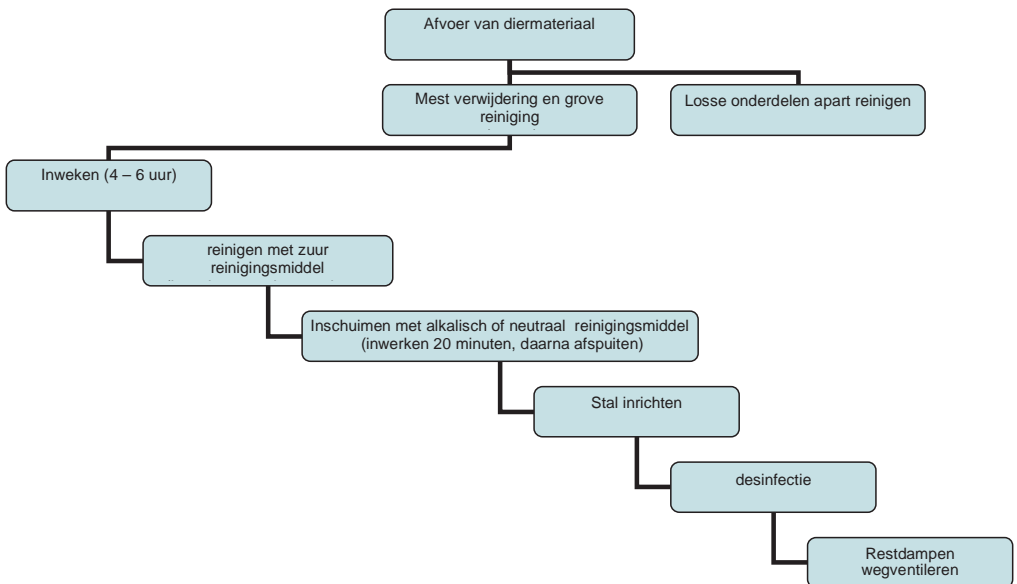 Afvoer van diermateriaal
Mest verwijdering en grove
reiniging
Losse onderdelen apart reinigen
Inweken (4 – 6 uur)
reinigen met zuur
reinigingsmiddel
Inschuimen met alkalisch of neutraal reinigingsmiddel
(inwerken 20 minuten, daarna afspuiten)
Stal inrichten
desinfectie
Restdampen
wegventileren